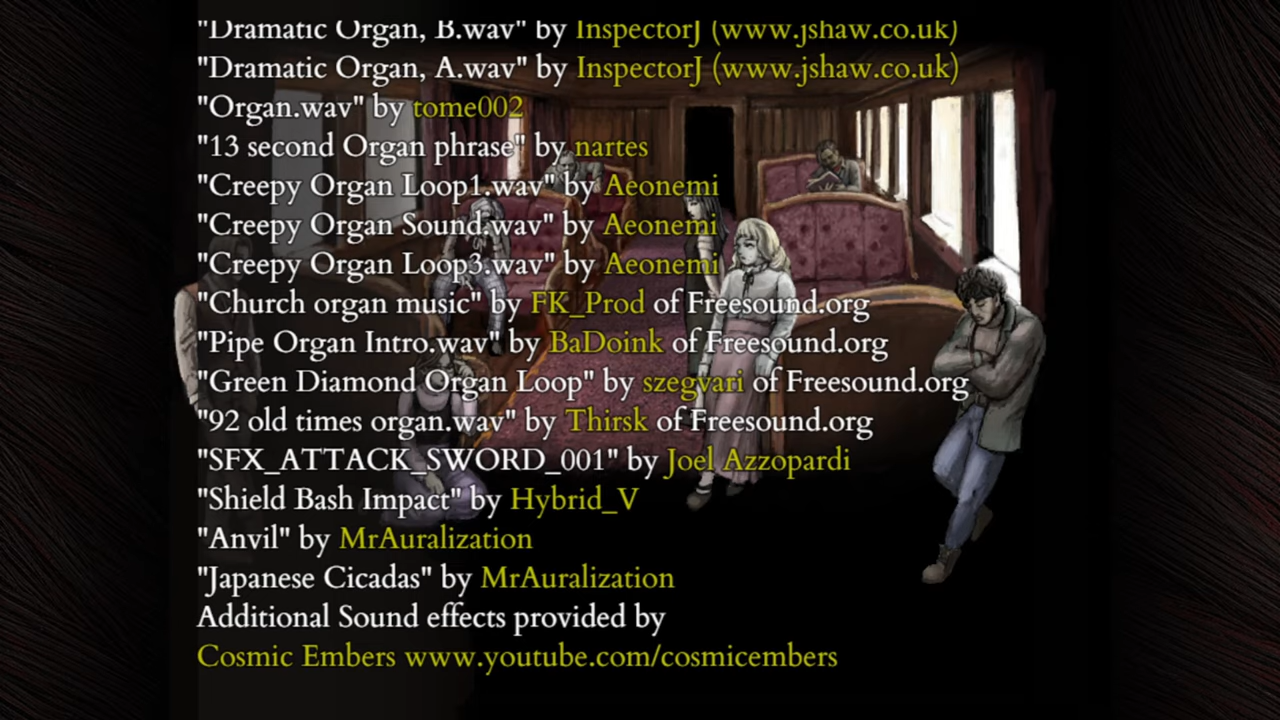 "Dramatic Organ, B.wav" by InspectorJ (www.jshaw.co.uk)
"Dramatic Organ, A.wav" by InspectorJ (www.jshaw.co.uk)
"Organ.wav" by tome002
"13 second Organ phrase" by nartes
"Creepy Organ Loop1.wav" by Aeonemi
"Creepy Organ Sound.wav" by Aeonemi
"Creepy Organ Loop3.wav" by Aeonemi
"Church organ music" by FK_Prod of Freesound.org
"Pipe Organ Intro.wav" by BaDoink of Freesound.org
"Green Diamond Organ Loop" by szegvari of Freesound.org
"92 old times organ.wav" by Thirsk of Freesound.org
"SFX_ATTACK_SWORD_001" by Joel Azzopardi
"Shield Bash Impact" by Hybrid_V
"Anvil" by MrAuralization
"Japanese Cicadas" by MrAuralization
Additional Sound effects provided by
Cosmic Embers www.youtube.com/cosmicembers